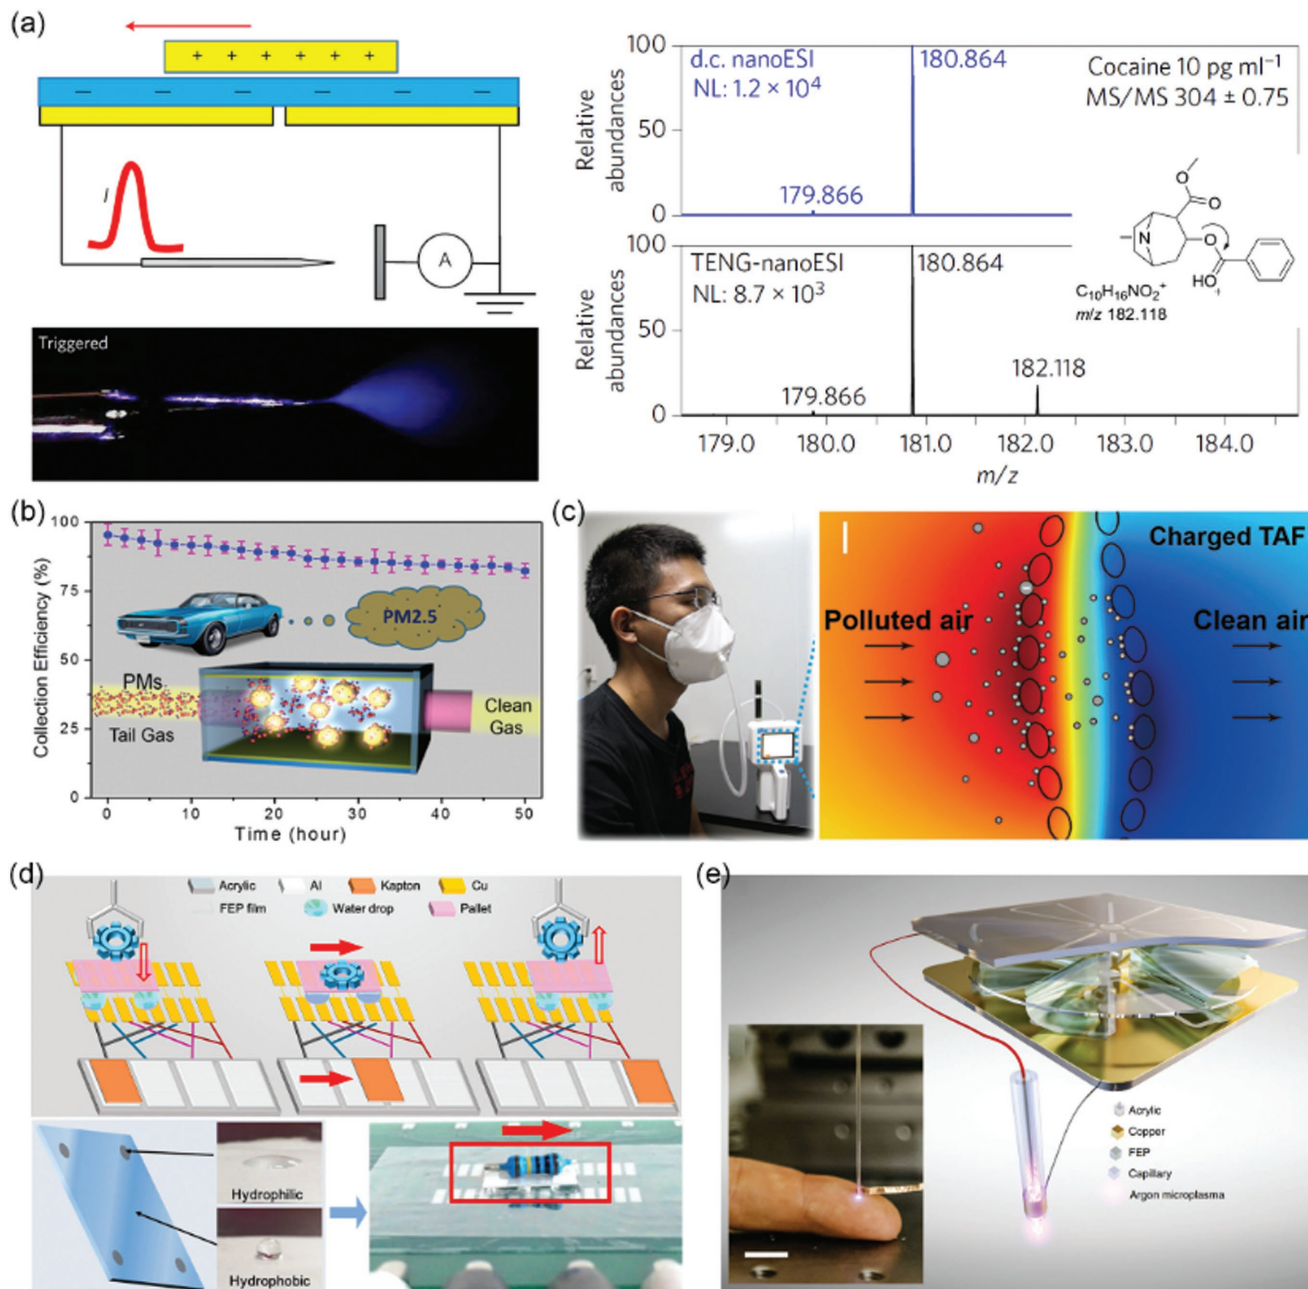 (a)
+ + + + + +
− − − − − −
I
A
Triggered
100
50
0
Relative
abundances
d.c. nanoESI
NL: 1.2 × 10⁴
180.864
179.866
Cocaine 10 pg ml⁻¹
MS/MS 304 ± 0.75
100
50
0
Relative
abundances
TENG-nanoESI
NL: 8.7 × 10³
180.864
179.866
182.118
O
O
N
O
HO
+
C₁₀H₁₆NO₂⁺
m/z 182.118
179.0 180.0 181.0 182.0 183.0 184.0
m/z
(b)
100
75
50
25
0
Collection Efficiency (%)
PM2.5
PMs
Tail Gas
Clean
Gas
0 10 20 30 40 50
Time (hour)
(c)
Charged TAF
Polluted air
Clean air
(d)
Acrylic Al Kapton Cu
FEP film Water drop Pallet
Hydrophilic
Hydrophobic
(e)
Acrylic
Copper
FEP
Capillary
Argon microplasma